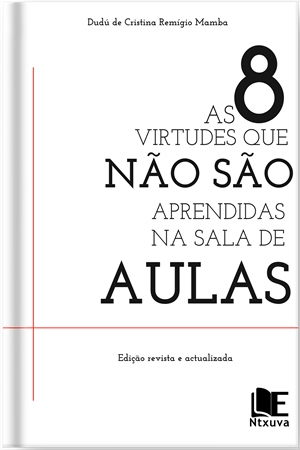 Dudú de Cristina Remígio Mamba
AS 8
VIRTUDES QUE
NÃO SÃO
APRENDIDAS
NA SALA DE
AULAS
Edição revista e actualizada
LE
Ntxuva